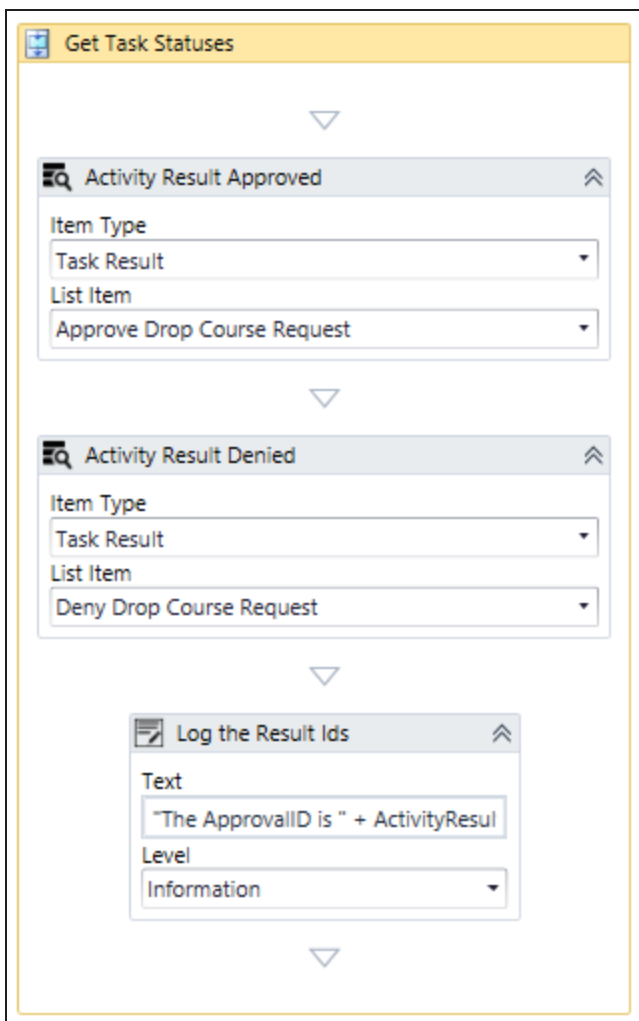 Get Task Statuses
Activity Result Approved
Item Type
Task Result
List Item
Approve Drop Course Request
Activity Result Denied
Item Type
Task Result
List Item
Deny Drop Course Request
Log the Result Ids
Text
"The ApprovalID is " + ActivityResul
Level
Information